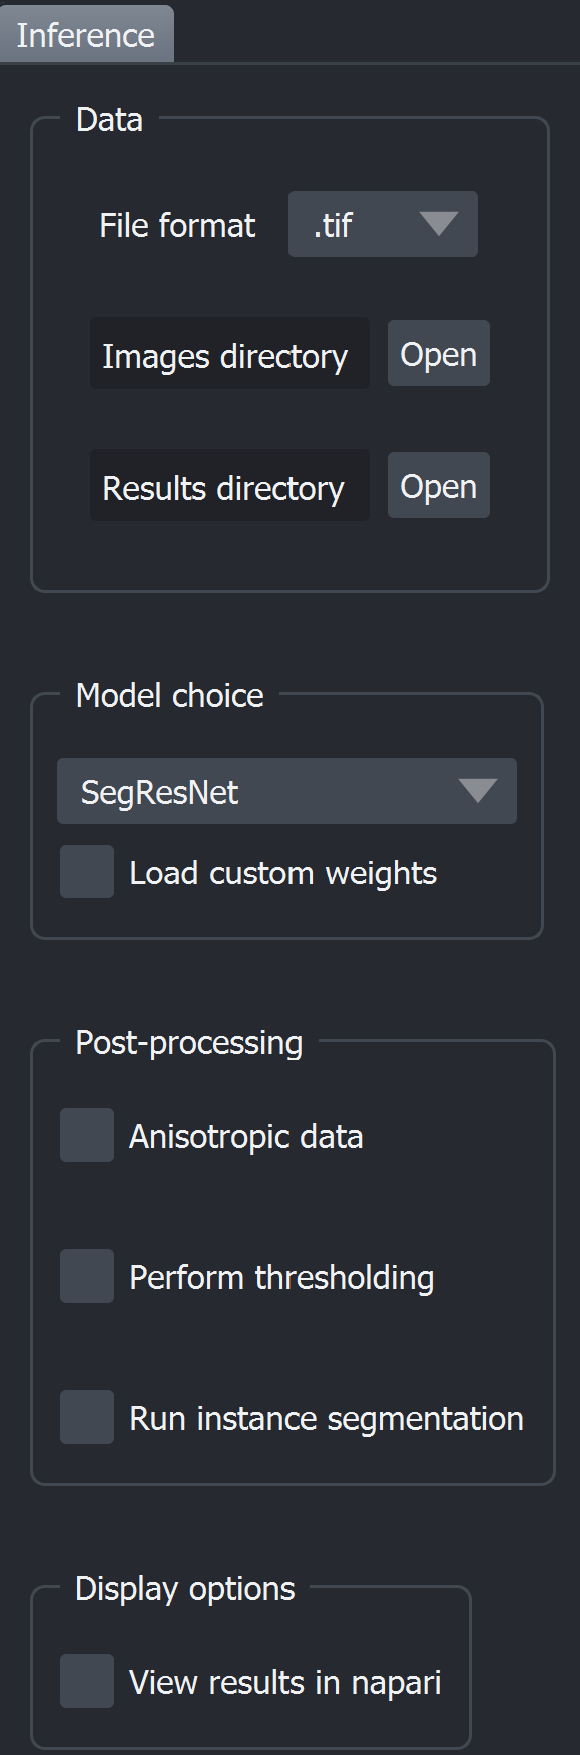 Inference
Data
File format .tif
Images directory Open
Results directory Open
Model choice
SegResNet
Load custom weights
Post-processing
Anisotropic data
Perform thresholding
Run instance segmentation
Display options
View results in napari